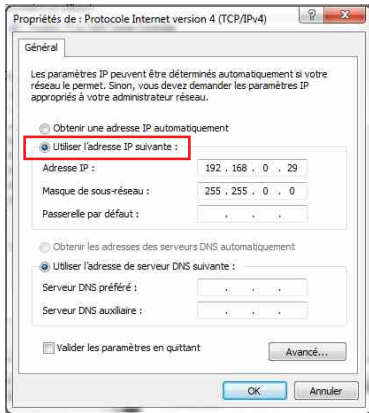 Propriétés de : Protocole Internet version 4 (TCP/IPv4)
Général
Les paramètres IP peuvent être déterminés automatiquement si votre
réseau le permet. Sinon, vous devez demander les paramètres IP
appropriés à votre administrateur réseau.
Obtenir une adresse IP automatiquement
Utiliser l'adresse IP suivante :
Adresse IP : 192 . 168 . 0 . 29
Masque de sous-réseau : 255 . 255 . 0 . 0
Passerelle par défaut : . . .
Obtenir les adresses des serveurs DNS automatiquement
Utiliser l'adresse de serveur DNS suivante :
Serveur DNS préféré : . . .
Serveur DNS auxiliaire : . . .
Valider les paramètres en quittant
Avancé...
OK Annuler